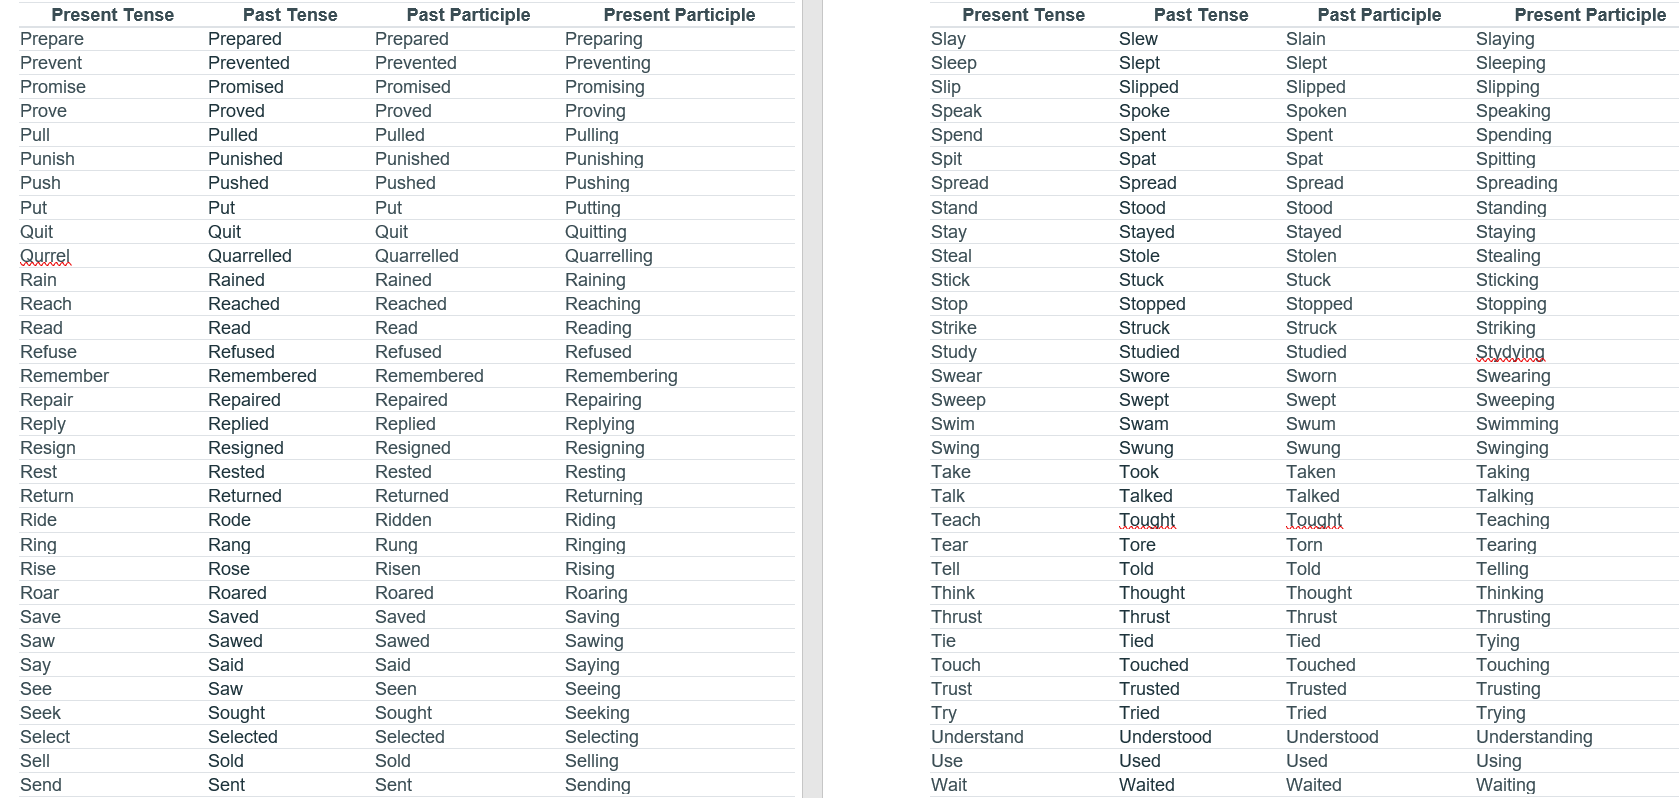 Present Tense Past Tense Past Participle Present Participle
Prepare Prepared Prepared Preparing
Prevent Prevented Prevented Preventing
Promise Promised Promised Promising
Prove Proved Proved Proving
Pull Pulled Pulled Pulling
Punish Punished Punished Punishing
Push Pushed Pushed Pushing
Put Put Put Putting
Quit Quit Quit Quitting
Qurrel Quarrelled Quarrelled Quarrelling
Rain Rained Rained Raining
Reach Reached Reached Reaching
Read Read Read Reading
Refuse Refused Refused Refused
Remember Remembered Remembered Remembering
Repair Repaired Repaired Repairing
Reply Replied Replied Replying
Resign Resigned Resigned Resigning
Rest Rested Rested Resting
Return Returned Returned Returning
Ride Rode Ridden Riding
Ring Rang Rung Ringing
Rise Rose Risen Rising
Roar Roared Roared Roaring
Save Saved Saved Saving
Saw Sawed Sawed Sawing
Say Said Said Saying
See Saw Seen Seeing
Seek Sought Sought Seeking
Select Selected Selected Selecting
Sell Sold Sold Selling
Send Sent Sent Sending
Present Tense Past Tense Past Participle Present Participle
Slay Slew Slain Slaying
Sleep Slept Slept Sleeping
Slip Slipped Slipped Slipping
Speak Spoke Spoken Speaking
Spend Spent Spent Spending
Spit Spat Spat Spitting
Spread Spread Spread Spreading
Stand Stood Stood Standing
Stay Stayed Stayed Staying
Steal Stole Stolen Stealing
Stick Stuck Stuck Sticking
Stop Stopped Stopped Stopping
Strike Struck Struck Striking
Study Studied Studied Stydying
Swear Swore Sworn Swearing
Sweep Swept Swept Sweeping
Swim Swam Swum Swimming
Swing Swung Swung Swinging
Take Took Taken Taking
Talk Talked Talked Talking
Teach Tought Tought Teaching
Tear Tore Torn Tearing
Tell Told Told Telling
Think Thought Thought Thinking
Thrust Thrust Thrust Thrusting
Tie Tied Tied Tying
Touch Touched Touched Touching
Trust Trusted Trusted Trusting
Try Tried Tried Trying
Understand Understood Understood Understanding
Use Used Used Using
Wait Waited Waited Waiting